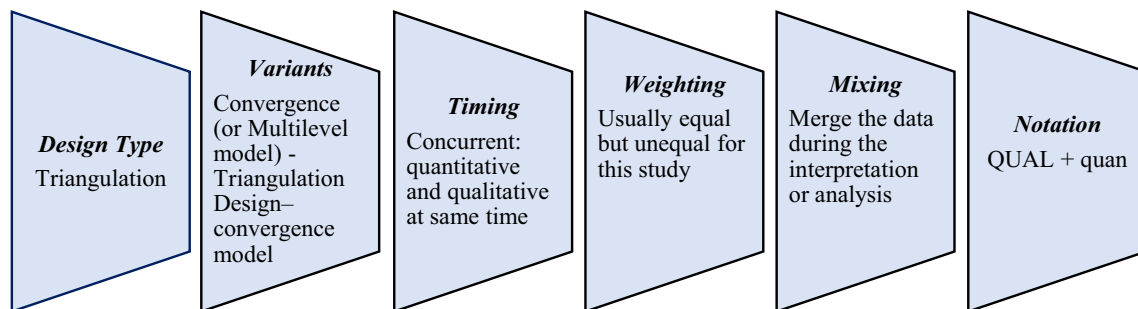 Design Type
Triangulation
Variants
Convergence
(or Multilevel
model) -
Triangulation
Design–
convergence
model
Timing
Concurrent:
quantitative
and qualitative
at same time
Weighting
Usually equal
but unequal for
this study
Mixing
Merge the data
during the
interpretation
or analysis
Notation
QUAL + quan